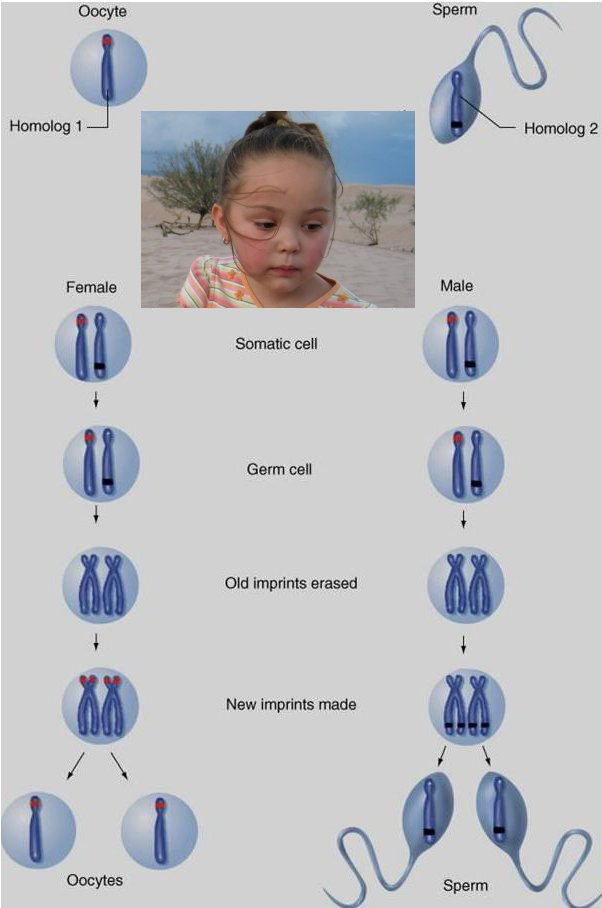 Oocyte
Sperm
Homolog 1
Homolog 2
Female
Male
Somatic cell
Germ cell
Old imprints erased
New imprints made
Oocytes
Sperm